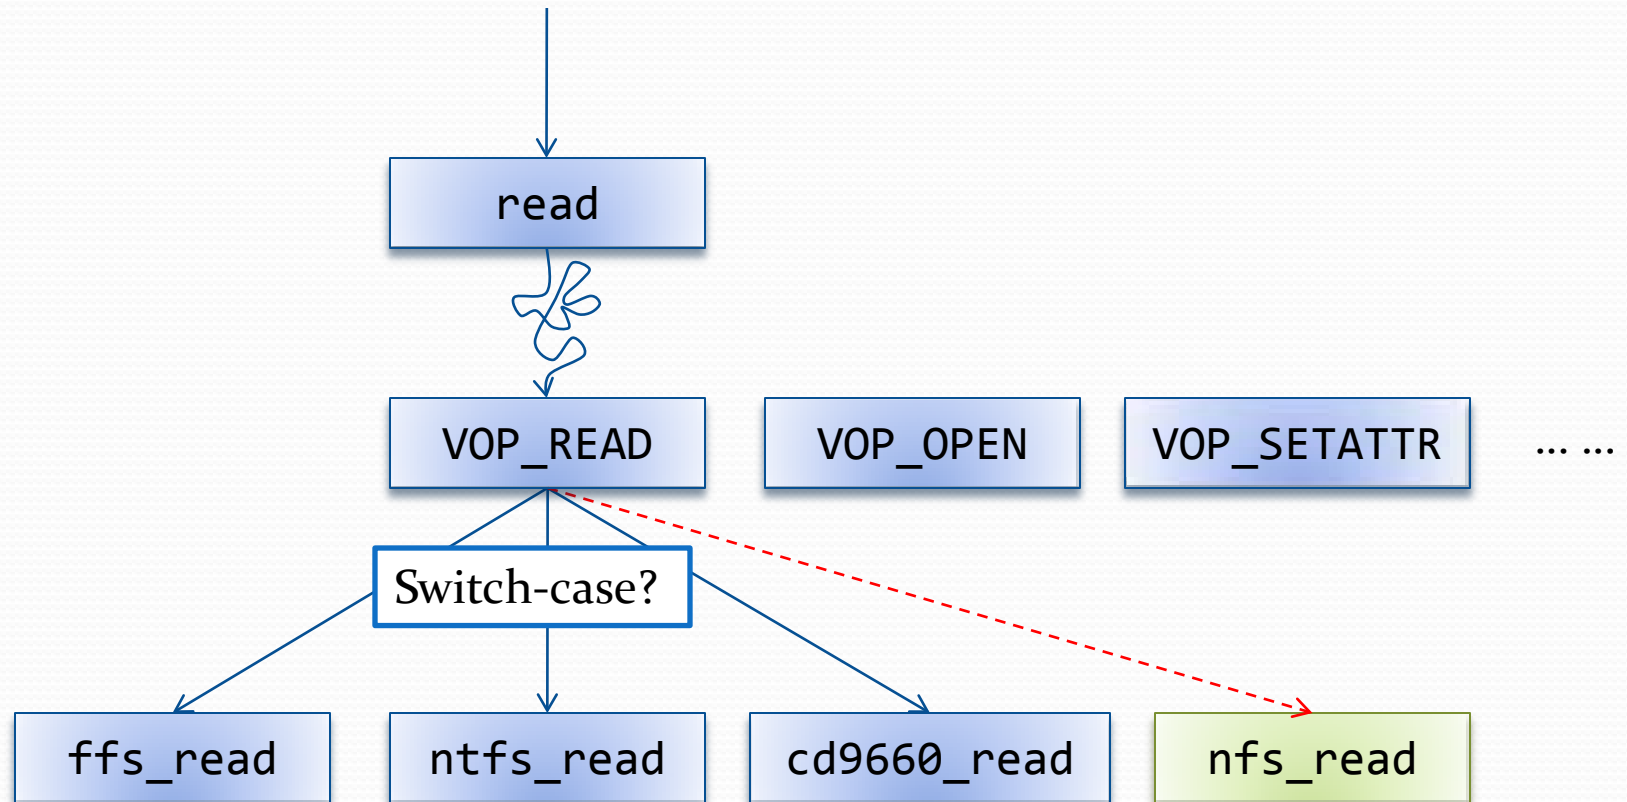 read
VOP_READ
VOP_OPEN
VOP_SETATTR
... ...
Switch-case?
ffs_read
ntfs_read
cd9660_read
nfs_read